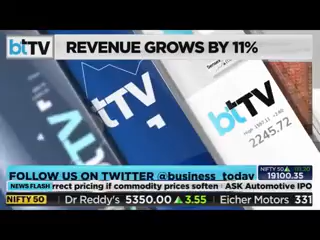 btTV
REVENUE GROWS BY 11%
btTV
btTV
2245.72
FOLLOW US ON TWITTER @business_today
NIFTY 50
19100.35
NEWS FLASH
rrect pricing if commodity prices soften
ASK Automotive IPO
NIFTY 50
Dr Reddy's 5350.00 3.55
Eicher Motors 331